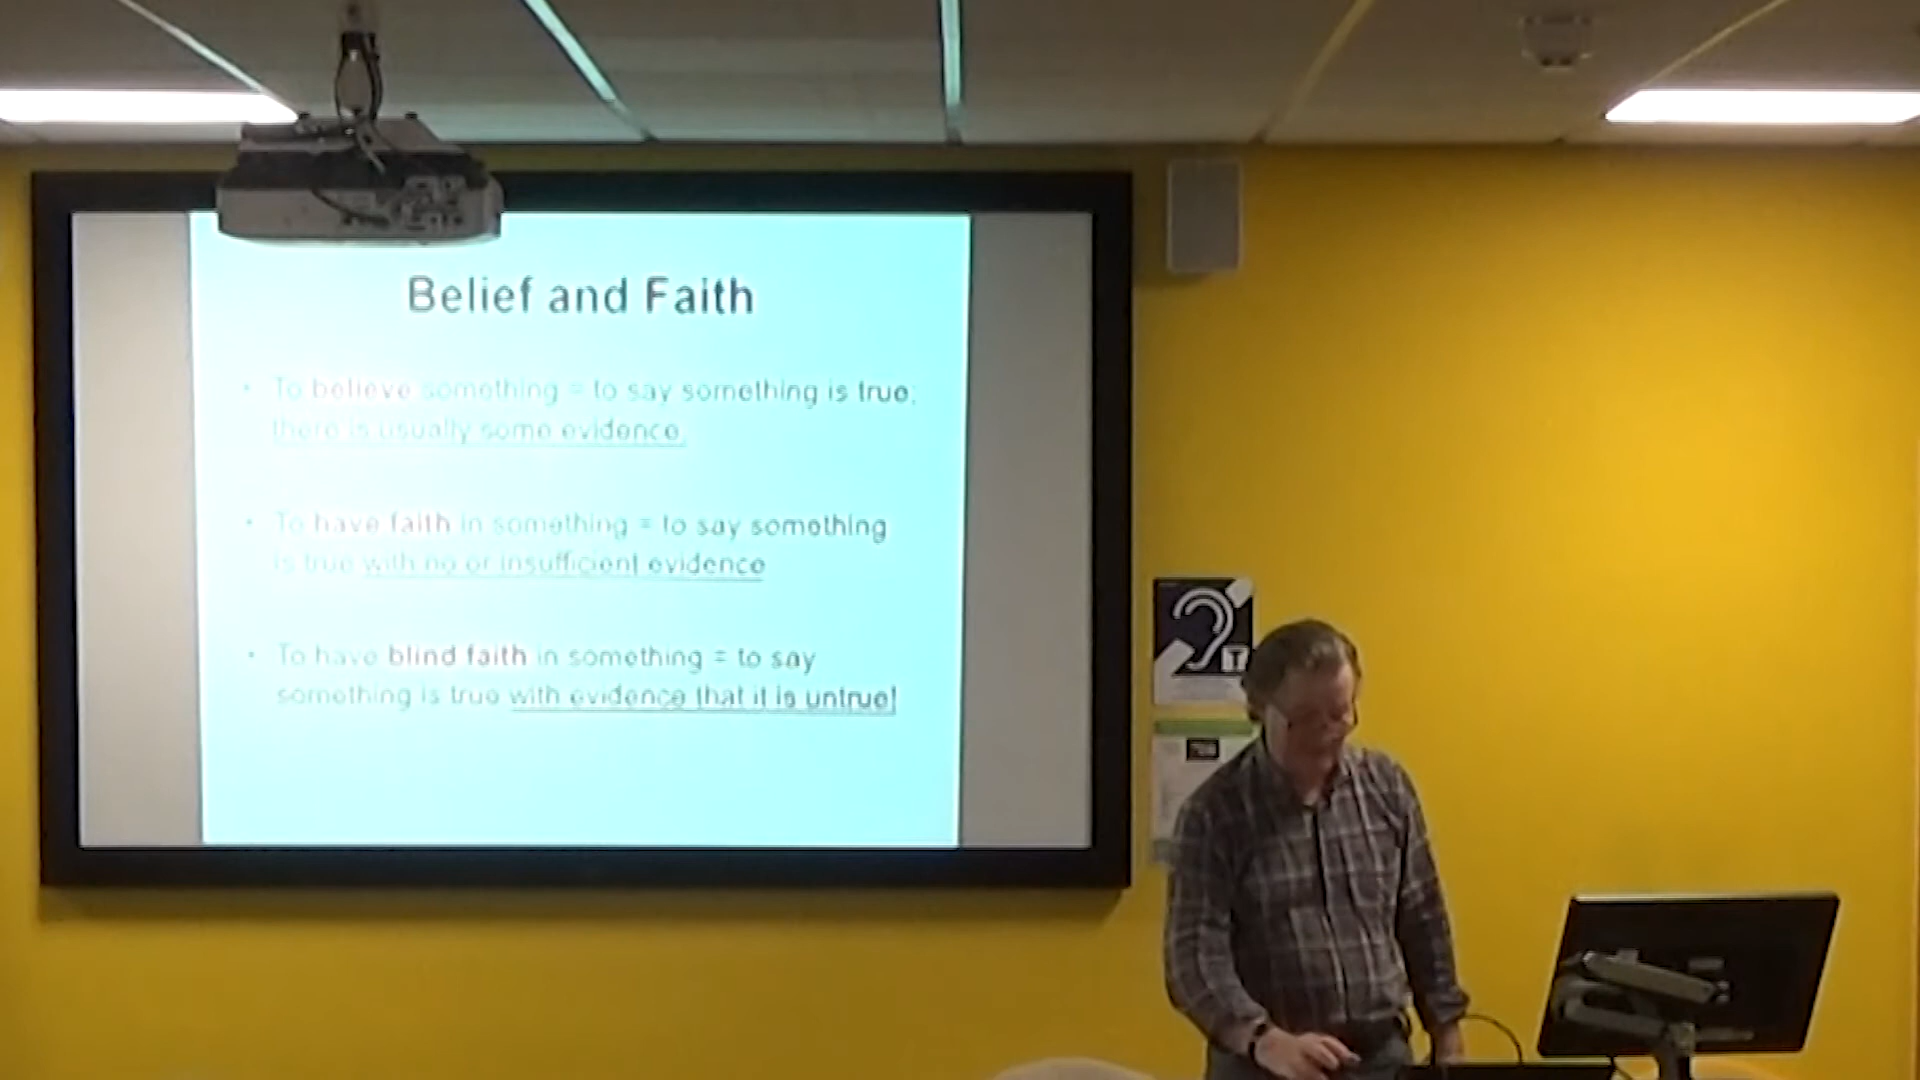 Belief and Faith
• To believe something = to say something is true;
there is usually some evidence.
• To have faith in something = to say something
is true with no or insufficient evidence
• To have blind faith in something = to say
something is true with evidence that it is untrue!
T